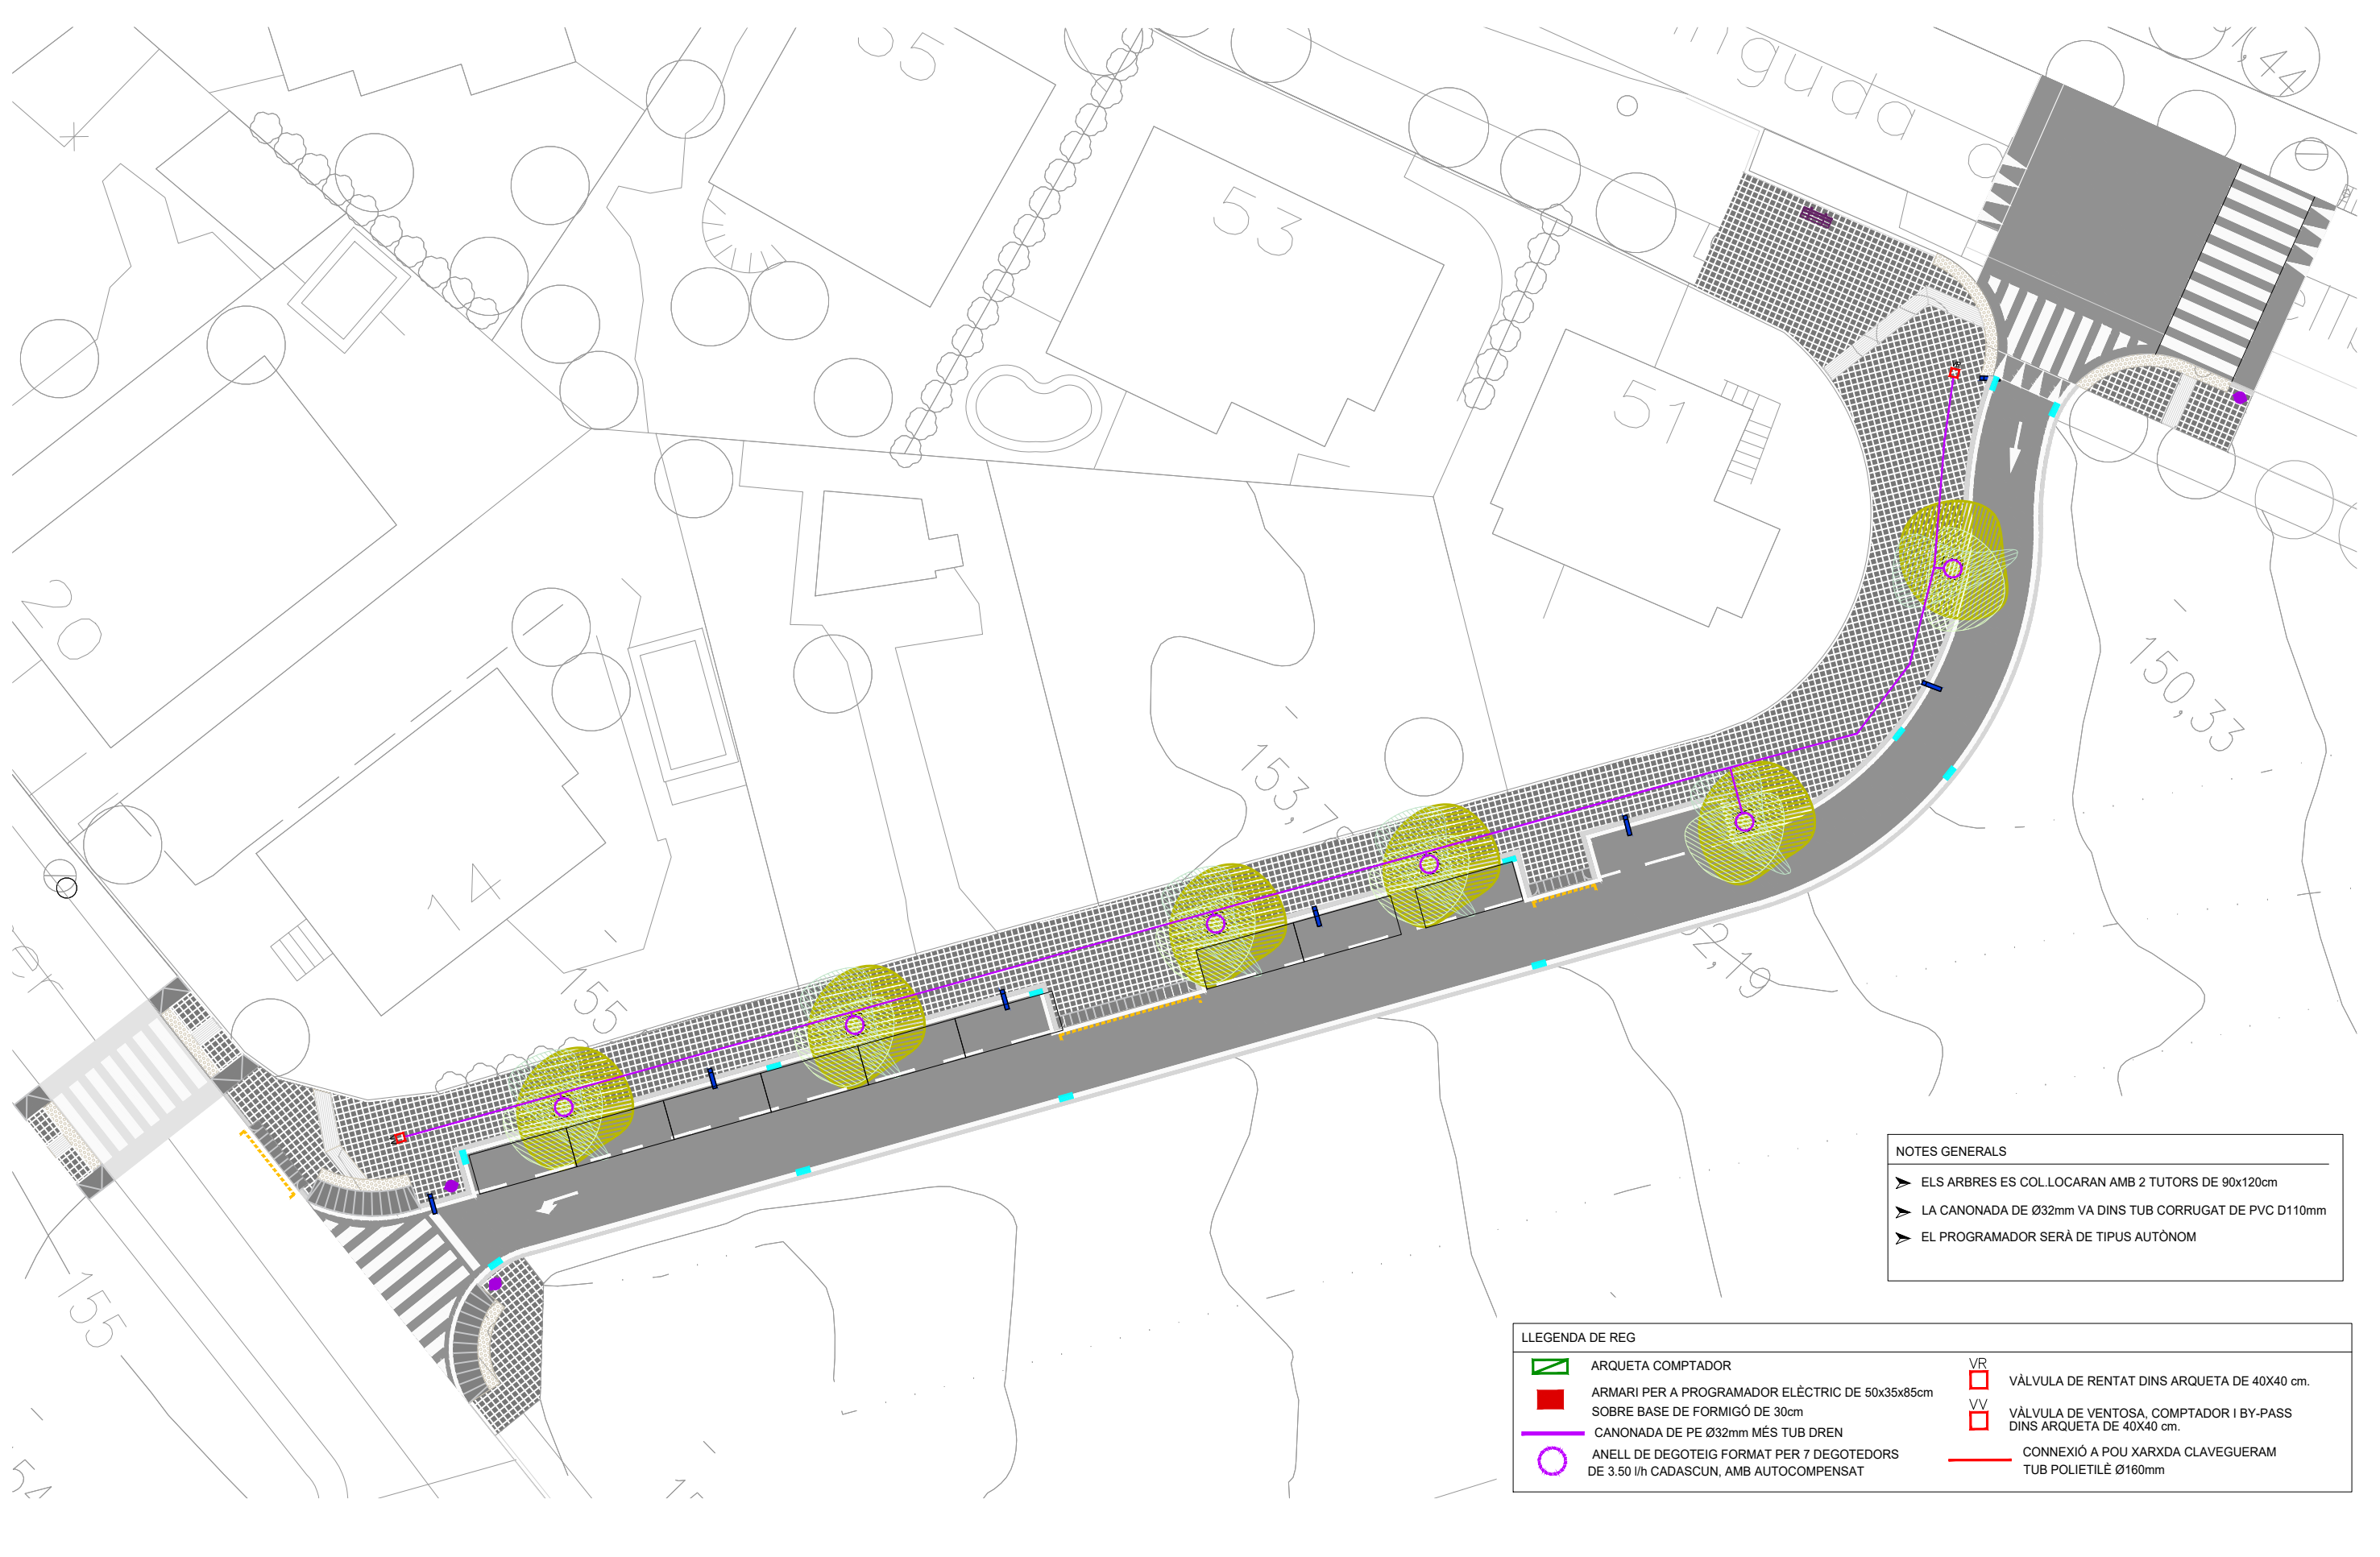 35
53
51
20
14
155
153,1
150,33
2,19
155
54
NOTES GENERALS
ELS ARBRES ES COL.LOCARAN AMB 2 TUTORS DE 90x120cm
LA CANONADA DE Ø32mm VA DINS TUB CORRUGAT DE PVC D110mm
EL PROGRAMADOR SERÀ DE TIPUS AUTÒNOM
LLEGENDA DE REG
ARQUETA COMPTADOR
ARMARI PER A PROGRAMADOR ELÈCTRIC DE 50x35x85cm
SOBRE BASE DE FORMIGÓ DE 30cm
CANONADA DE PE Ø32mm MÉS TUB DREN
ANELL DE DEGOTEIG FORMAT PER 7 DEGOTEDORS
DE 3.50 l/h CADASCUN, AMB AUTOCOMPENSAT
VR
VÀLVULA DE RENTAT DINS ARQUETA DE 40X40 cm.
VV
VÀLVULA DE VENTOSA, COMPTADOR I BY-PASS
DINS ARQUETA DE 40X40 cm.
CONNEXIÓ A POU XARXDA CLAVEGUERAM
TUB POLIETILÈ Ø160mm